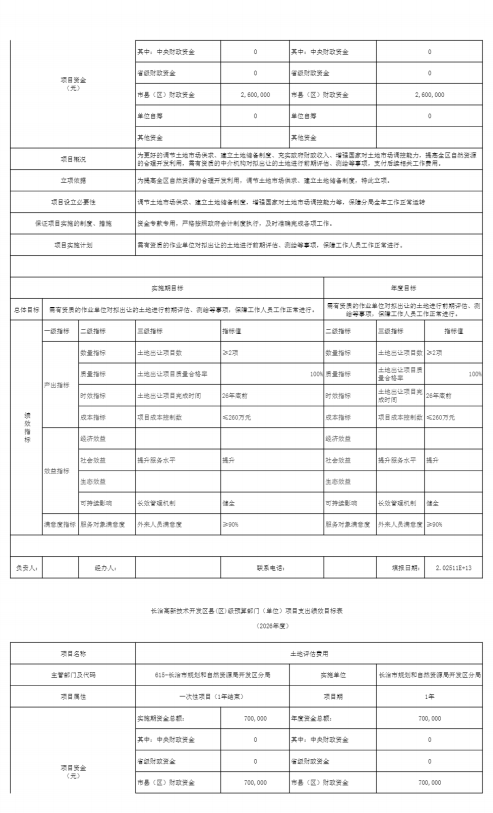 项目资金
（元）
其中：中央财政资金 0 其中：中央财政资金 0
省级财政资金 0 省级财政资金 0
市县（区）财政资金 2,600,000 市县（区）财政资金 2,600,000
单位自筹 0 单位自筹 0
其他资金 其他资金
项目概况 为更好的调节土地市场供求、建立土地储备制度、充实政府财政收入、增强国家对土地市场调控能力，提高全区自然资源
的合理开发利用，需有资质的中介机构对拟出让的土地进行前期评估、测绘等事项，支付后续相关工作费用。
立项依据 为提高全区自然资源的合理开发利用，调节土地市场供求、建立土地储备制度，特此立项。
项目设立必要性 调节土地市场供求、建立土地储备制度、增强国家对土地市场调控能力等，保障分局全年工作正常运转
保证项目实施的制度、措施 资金专款专用，严格按照政府会计制度执行，及时准确完成各项工作。
项目实施计划 需有资质的作业单位对拟出让的土地进行前期评估、测绘等事项，保障工作人员工作正常进行。
实施期目标 年度目标
总体目标 需有资质的作业单位对拟出让的土地进行前期评估、测绘等事项，保障工作人员工作正常进行。 需有资质的作业单位对拟出让的土地进行前期评估、测
绘等事项，保障工作人员工作正常进行。
绩效指标
一级指标 二级指标 三级指标 指标值 二级指标 三级指标 指标值
产出指标
数量指标 土地出让项目数 ≥2项 数量指标 土地出让项目数 ≥2项
质量指标 土地出让项目质量合格率 100% 质量指标 土地出让项目质
量合格率 100%
时效指标 土地出让项目完成时间 26年底前 时效指标 土地出让项目完
成时间 26年底前
成本指标 项目成本控制数 ≤260万元 成本指标 项目成本控制数 ≤260万元
效益指标
经济效益 经济效益
社会效益 提升服务水平 提升 社会效益 提升服务水平 提升
生态效益 生态效益
可持续影响 长效管理机制 健全 可持续影响 长效管理机制 健全
满意度指标 服务对象满意度 外来人员满意度 ≥90% 服务对象满意度 外来人员满意度 ≥90%
负责人： 经办人： 联系电话： 填报日期： 2.02511E+13
长治高新技术开发区县(区)级预算部门（单位）项目支出绩效目标表
（2026年度）
项目名称 土地评估费用
主管部门及代码 615-长治市规划和自然资源局开发区分局 实施单位 长治市规划和自然资源局开发区分局
项目属性 一次性项目（1年结束） 项目期 1年
项目资金
（元）
实施期资金总额： 700,000 年度资金总额： 700,000
其中：中央财政资金 0 其中：中央财政资金 0
省级财政资金 0 省级财政资金 0
市县（区）财政资金 700,000 市县（区）财政资金 700,000